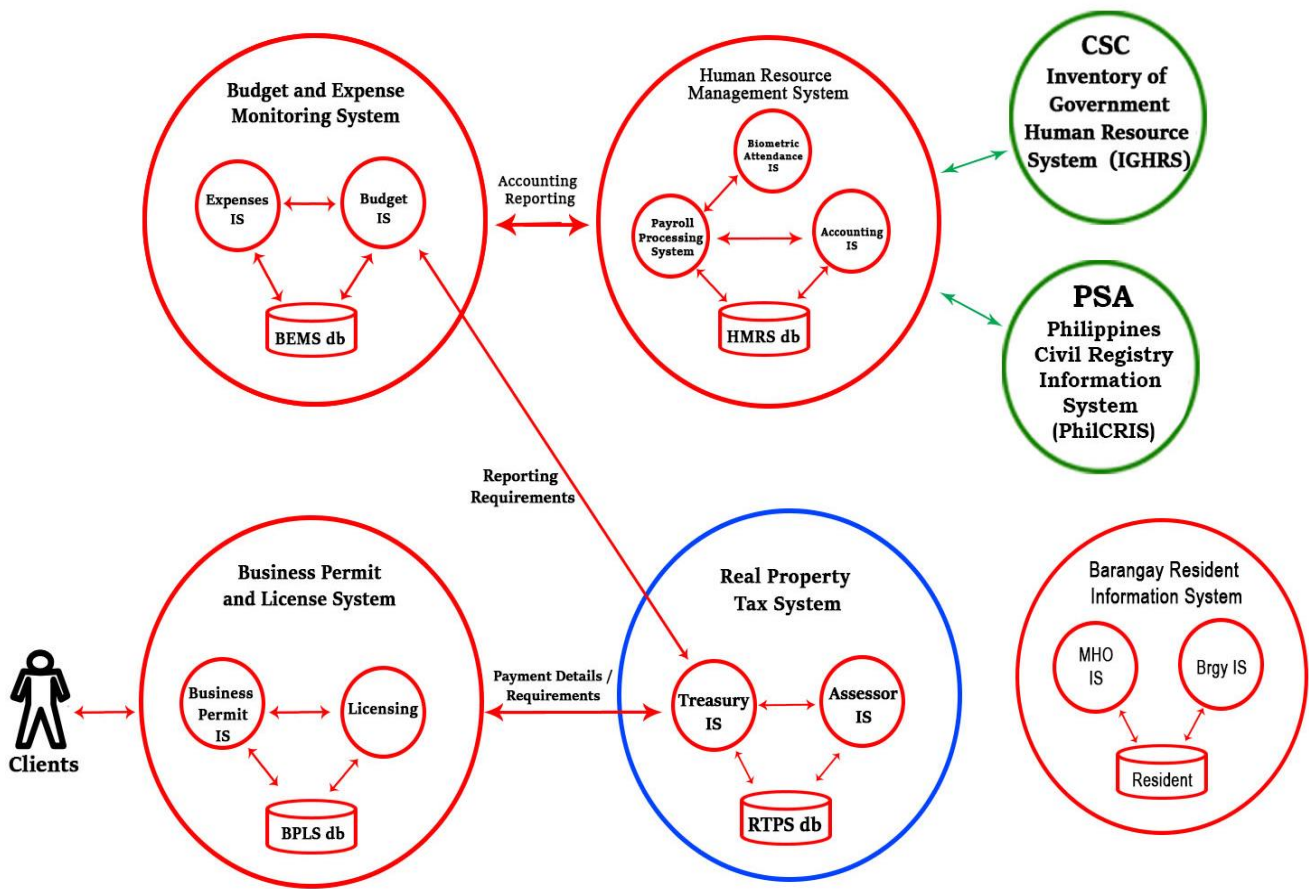 Budget and Expense
Monitoring System
Expenses
IS
Budget
IS
BEMS db
Accounting
Reporting
Human Resource
Management System
Biometric
Attendance
IS
Payroll
Processing
System
Accounting
IS
HMRS db
CSC
Inventory of
Government
Human Resource
System (IGHRS)
PSA
Philippines
Civil Registry
Information
System
(PhilCRIS)
Reporting
Requirements
Clients
Business Permit
and License System
Business
Permit
IS
Licensing
BPLS db
Payment Details /
Requirements
Real Property
Tax System
Treasury
IS
Assessor
IS
RTPS db
Barangay Resident
Information System
MHO
IS
Brgy IS
Resident